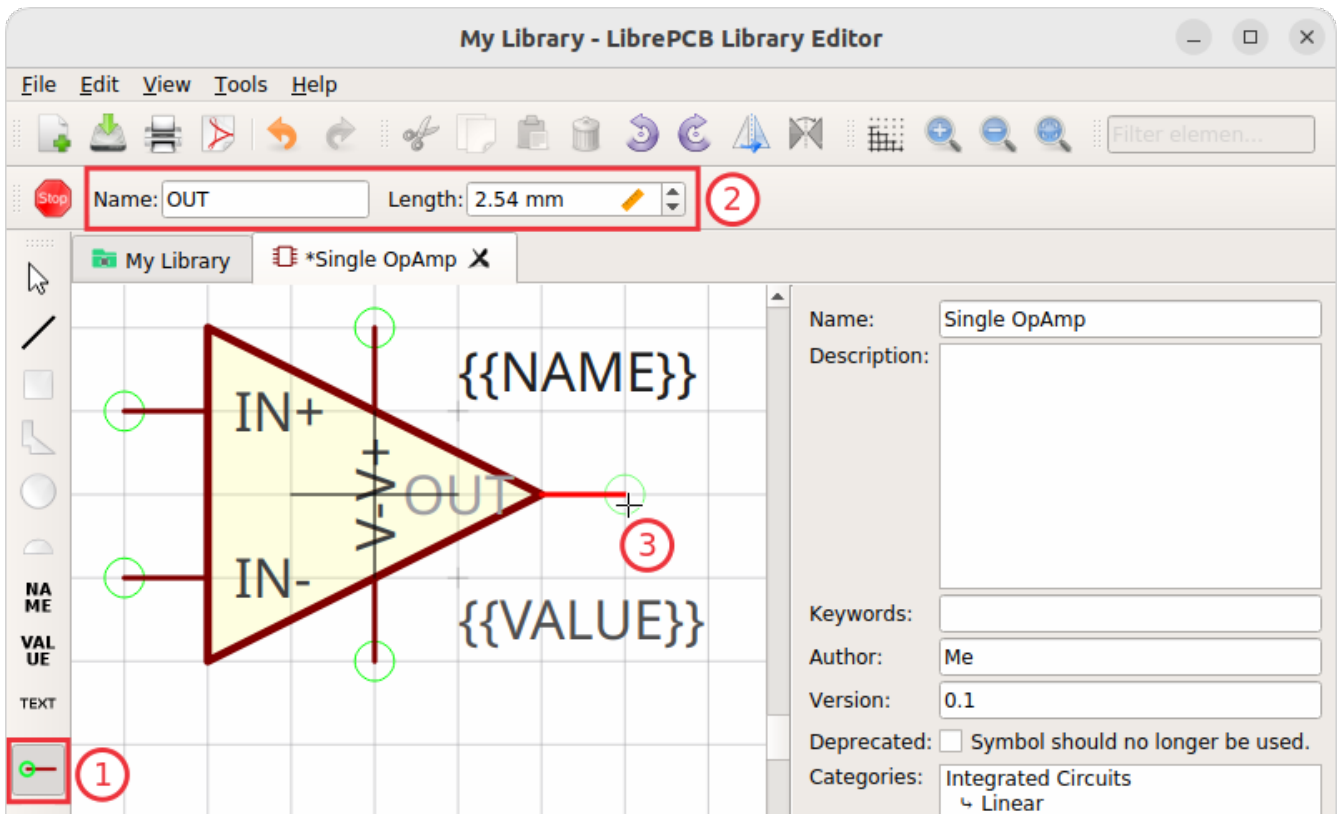 My Library - LibrePCB Library Editor
File Edit View Tools Help
Filter elemen...
Stop Name: OUT Length: 2.54 mm 2
My Library *Single OpAmp
Name: Single OpAmp
Description:
{{NAME}}
IN+
V+
OUT
V-
3
IN-
{{VALUE}}
Keywords:
Author: Me
Version: 0.1
Deprecated: Symbol should no longer be used.
Categories: Integrated Circuits
⤷ Linear
NA
ME
VAL
UE
TEXT
1